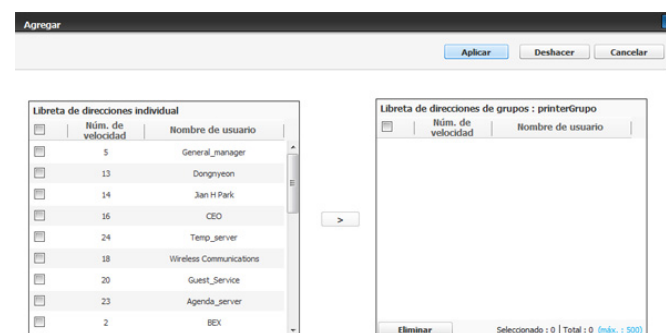 Agregar
Aplicar Deshacer Cancelar
Libreta de direcciones individual
Núm. de velocidad Nombre de usuario
5 General_manager
13 Dongnyeon
14 Jian H Park
16 CEO
24 Temp_server
18 Wireless Communications
20 Guest_Service
23 Agenda_server
2 BEX
>
Libreta de direcciones de grupos : printerGrupo
Núm. de velocidad Nombre de usuario
Eliminar Seleccionado : 0 | Total : 0 (máx. : 500)